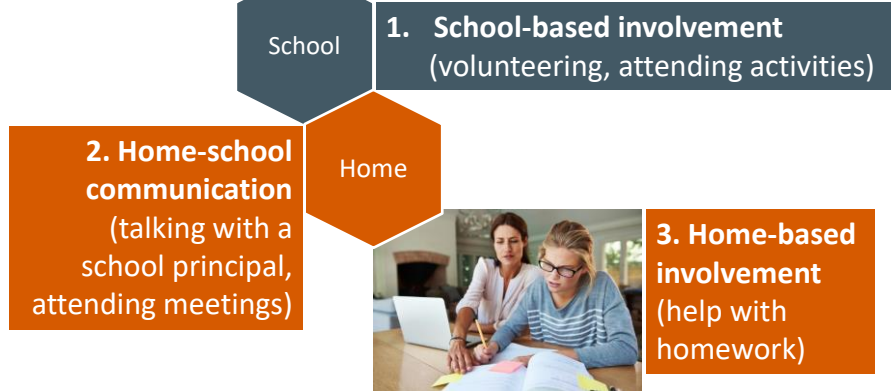 School
1. School-based involvement
(volunteering, attending activities)
2. Home-school
communication
(talking with a
school principal,
attending meetings)
Home
3. Home-based
involvement
(help with
homework)